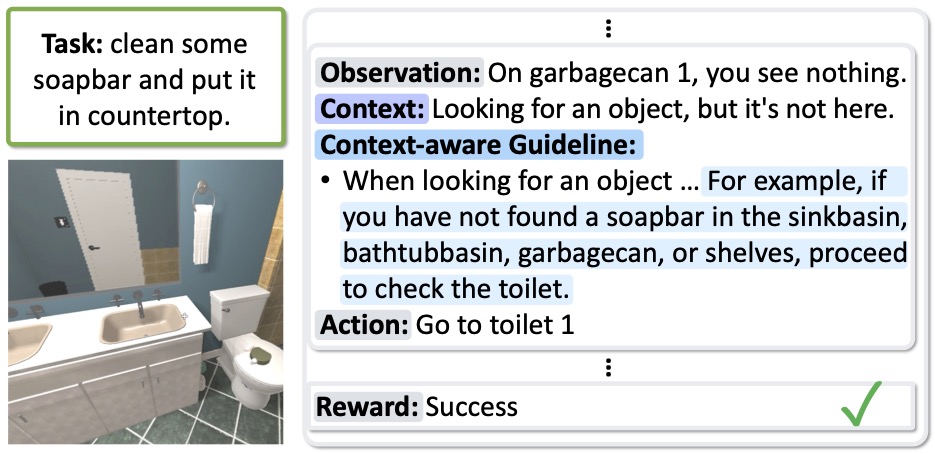 Task: clean some
soapbar and put it
in countertop.
Observation: On garbagecan 1, you see nothing.
Context: Looking for an object, but it's not here.
Context-aware Guideline:
• When looking for an object ... For example, if
you have not found a soapbar in the sinkbasin,
bathtubbasin, garbagecan, or shelves, proceed
to check the toilet.
Action: Go to toilet 1
Reward: Success